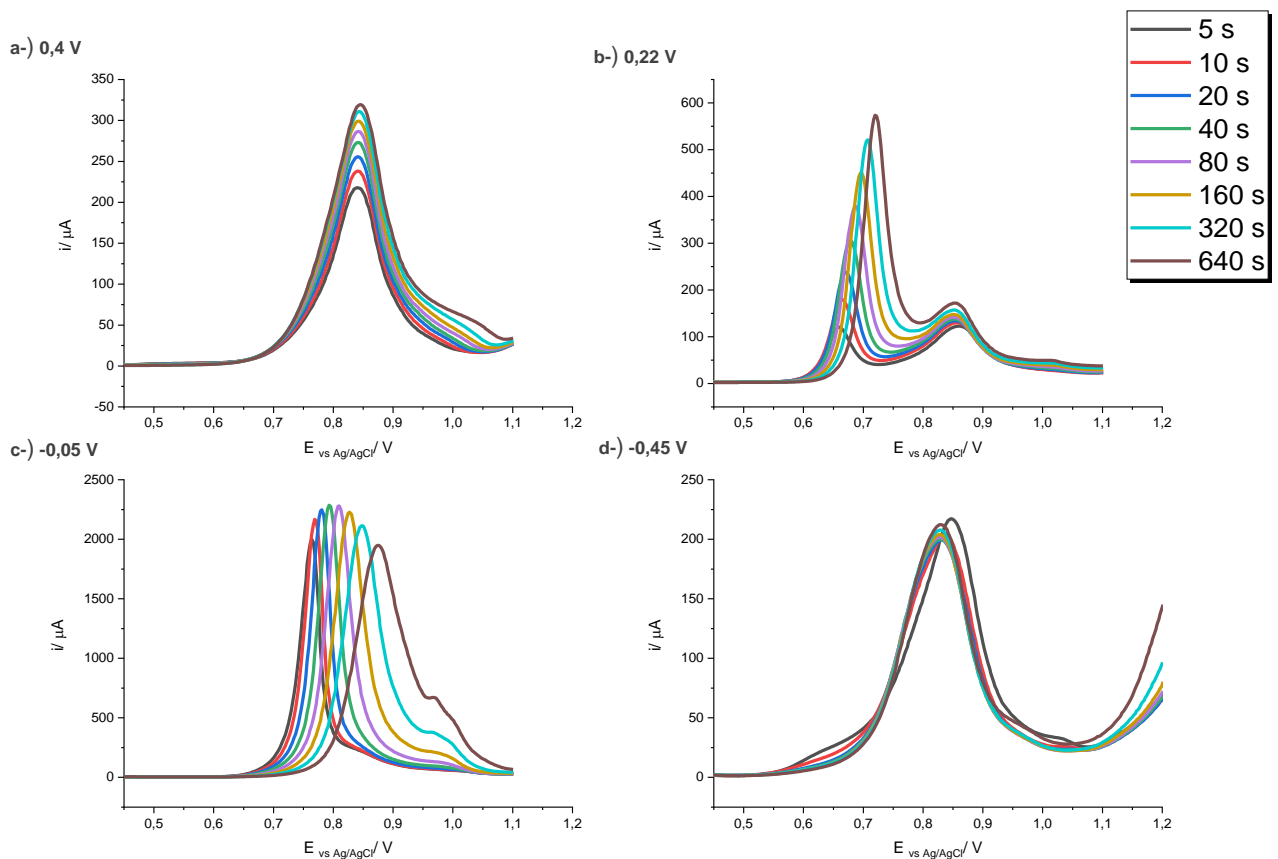 a-) 0,4 V
350
300
250
200
150
100
50
0
-50
i/ μA
0,5 0,6 0,7 0,8 0,9 1,0 1,1 1,2
E vs Ag/AgCl/ V
b-) 0,22 V
600
500
400
300
200
100
0
i/ μA
0,5 0,6 0,7 0,8 0,9 1,0 1,1 1,2
E vs Ag/AgCl/ V
5 s
10 s
20 s
40 s
80 s
160 s
320 s
640 s
c-) -0,05 V
2500
2000
1500
1000
500
0
i/ μA
0,5 0,6 0,7 0,8 0,9 1,0 1,1 1,2
E vs Ag/AgCl/ V
d-) -0,45 V
250
200
150
100
50
0
i/ μA
0,5 0,6 0,7 0,8 0,9 1,0 1,1 1,2
E vs Ag/AgCl/ V